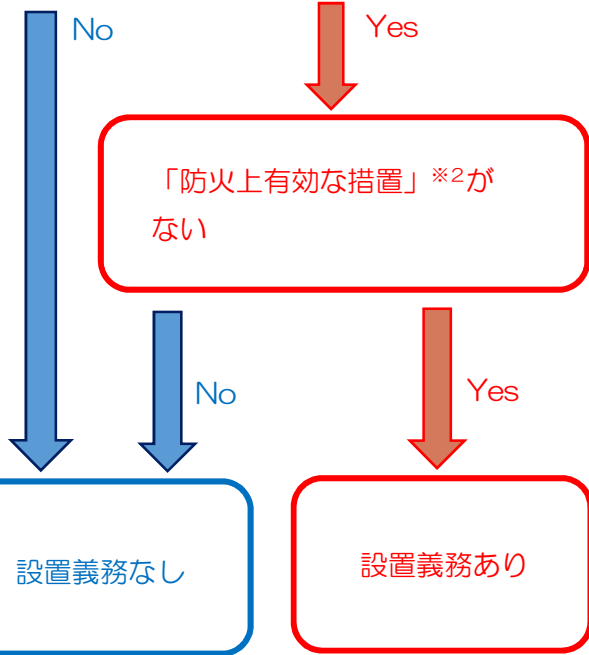 No
Yes
「防火上有効な措置」※2が
ない
No
Yes
設置義務なし
設置義務あり